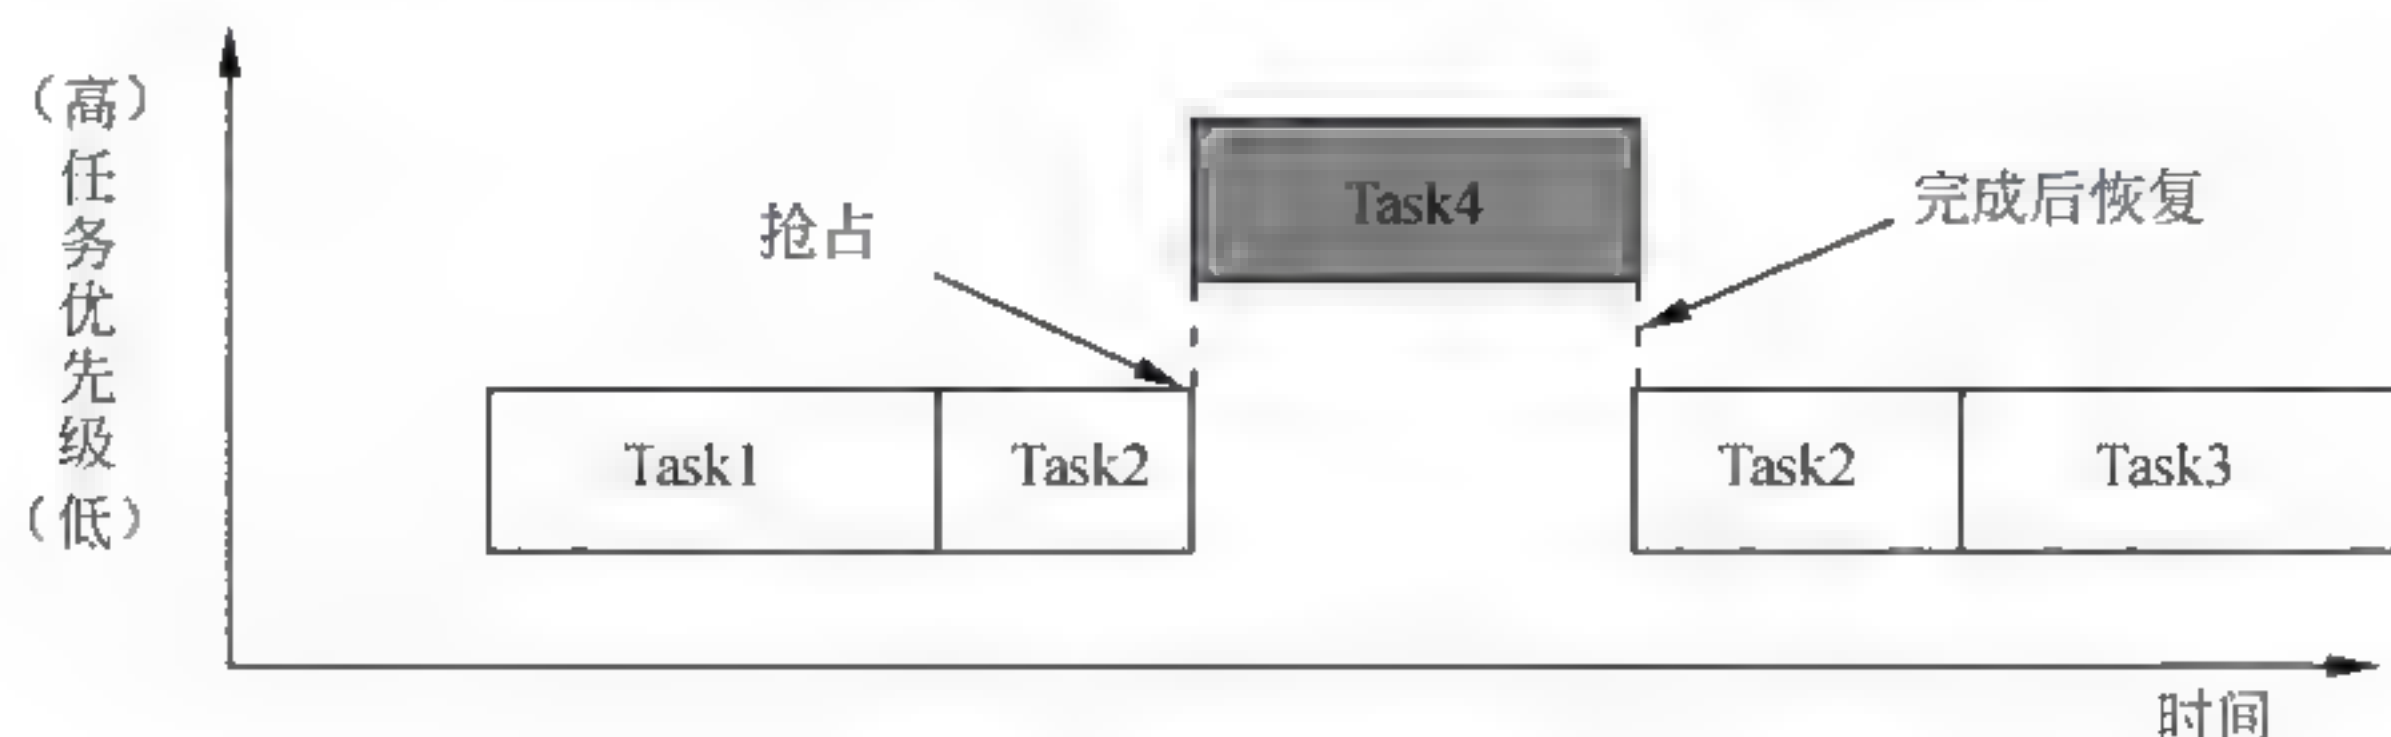 （高）
任务优先级
（低）
抢占
Task4
完成后恢复
Task1
Task2
Task2
Task3
时间